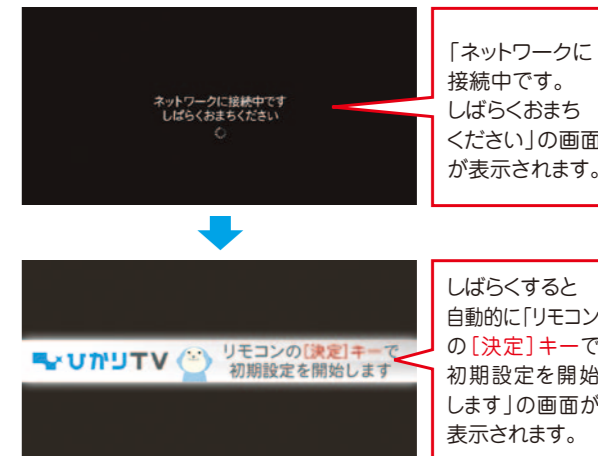 ネットワークに接続中です
しばらくおまちください
「ネットワークに
接続中です。
しばらくおまち
ください」の画面
が表示されます。
ひかりTV
リモコンの[決定]キーで
初期設定を開始します
しばらくすると
自動的に「リモコン
の[決定]キーで
初期設定を開始
します」の画面が
表示されます。